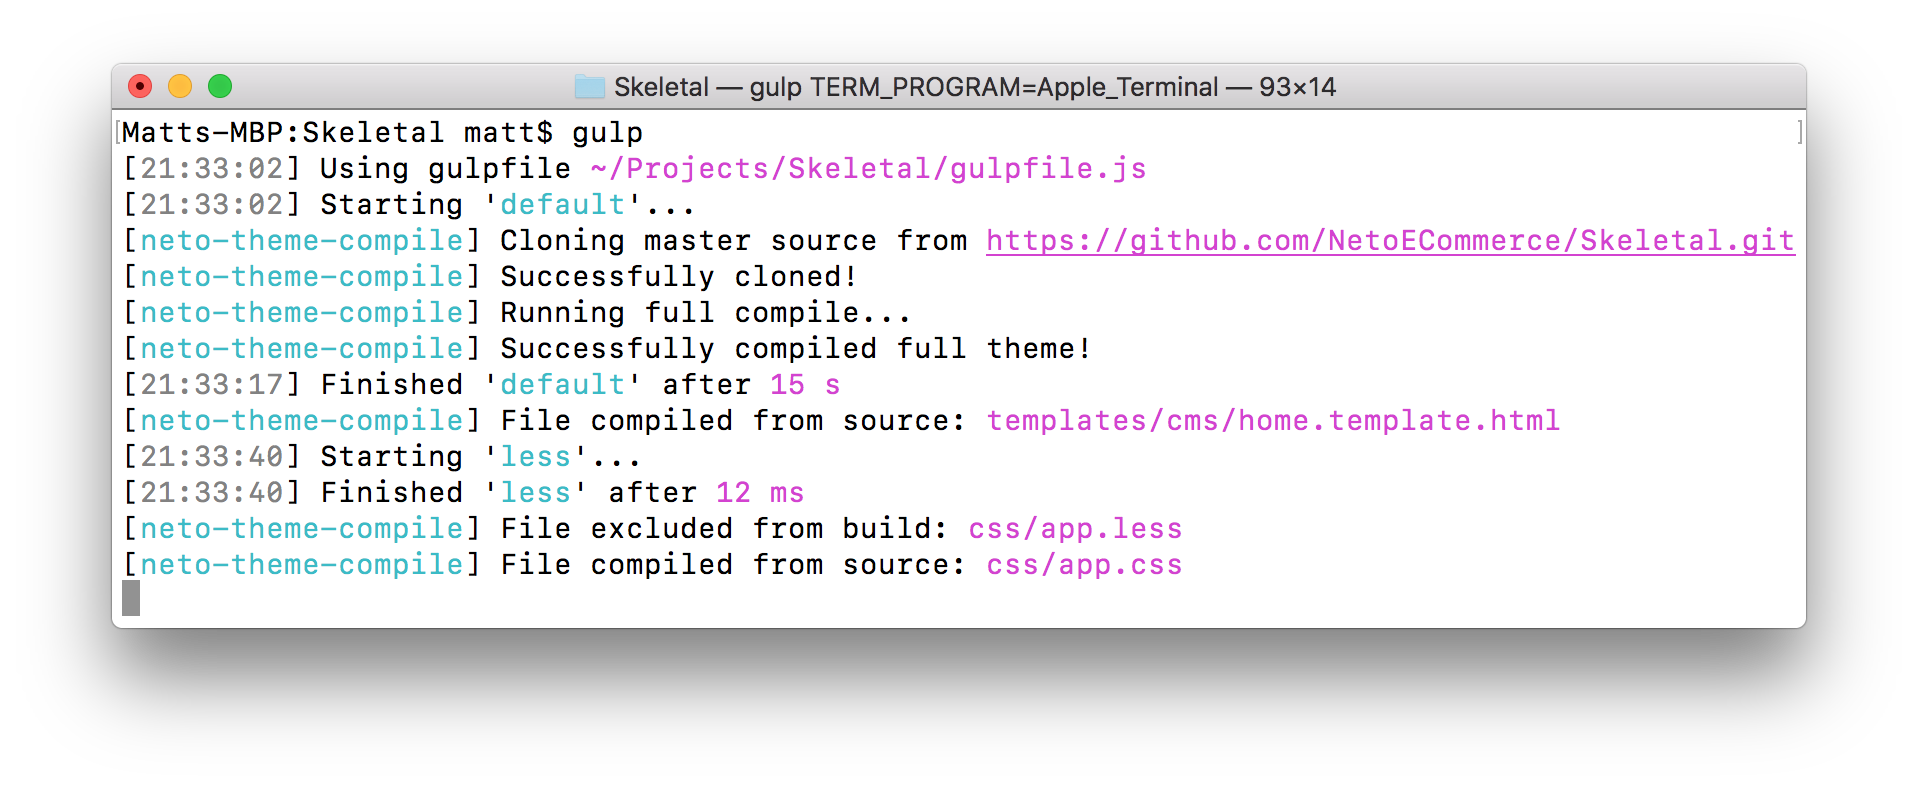 Skeletal — gulp TERM_PROGRAM=Apple_Terminal — 93×14
[Matts-MBP:Skeletal matt$ gulp ]
[21:33:02] Using gulpfile ~/Projects/Skeletal/gulpfile.js
[21:33:02] Starting 'default'...
[neto-theme-compile] Cloning master source from https://github.com/NetoECommerce/Skeletal.git
[neto-theme-compile] Successfully cloned!
[neto-theme-compile] Running full compile...
[neto-theme-compile] Successfully compiled full theme!
[21:33:17] Finished 'default' after 15 s
[neto-theme-compile] File compiled from source: templates/cms/home.template.html
[21:33:40] Starting 'less'...
[21:33:40] Finished 'less' after 12 ms
[neto-theme-compile] File excluded from build: css/app.less
[neto-theme-compile] File compiled from source: css/app.css